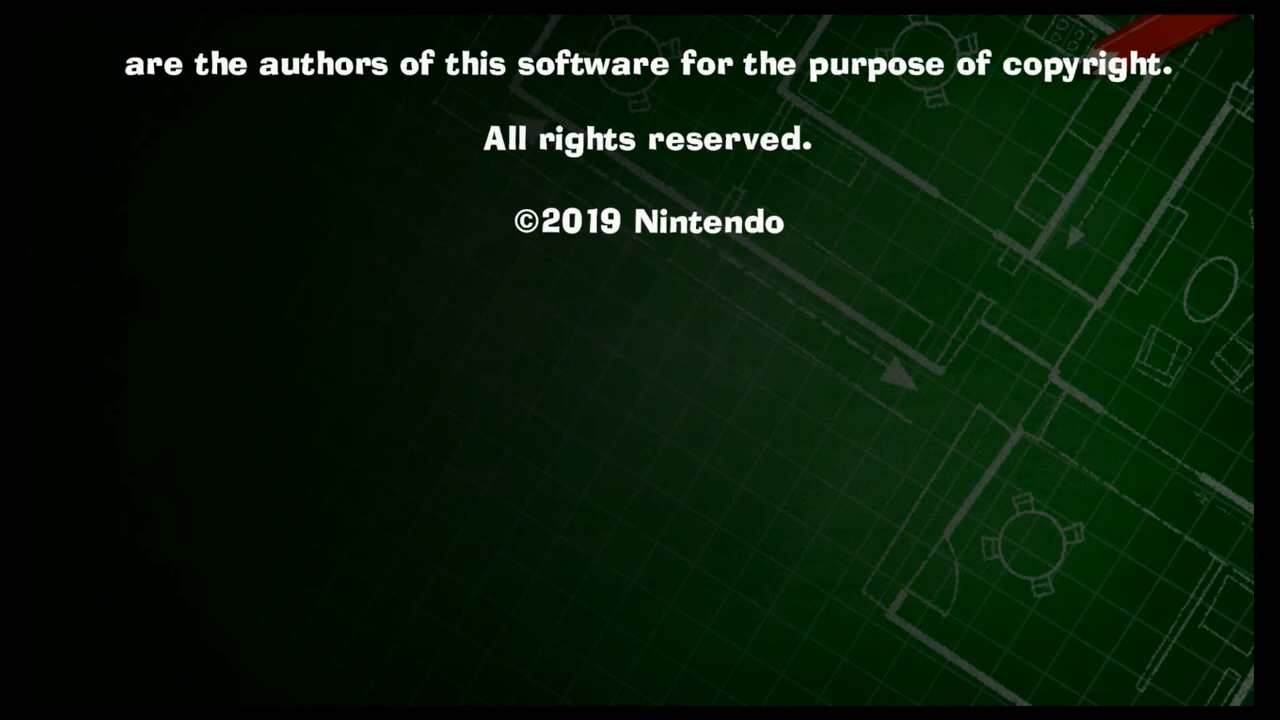 are the authors of this software for the purpose of copyright.
All rights reserved.
©2019 Nintendo